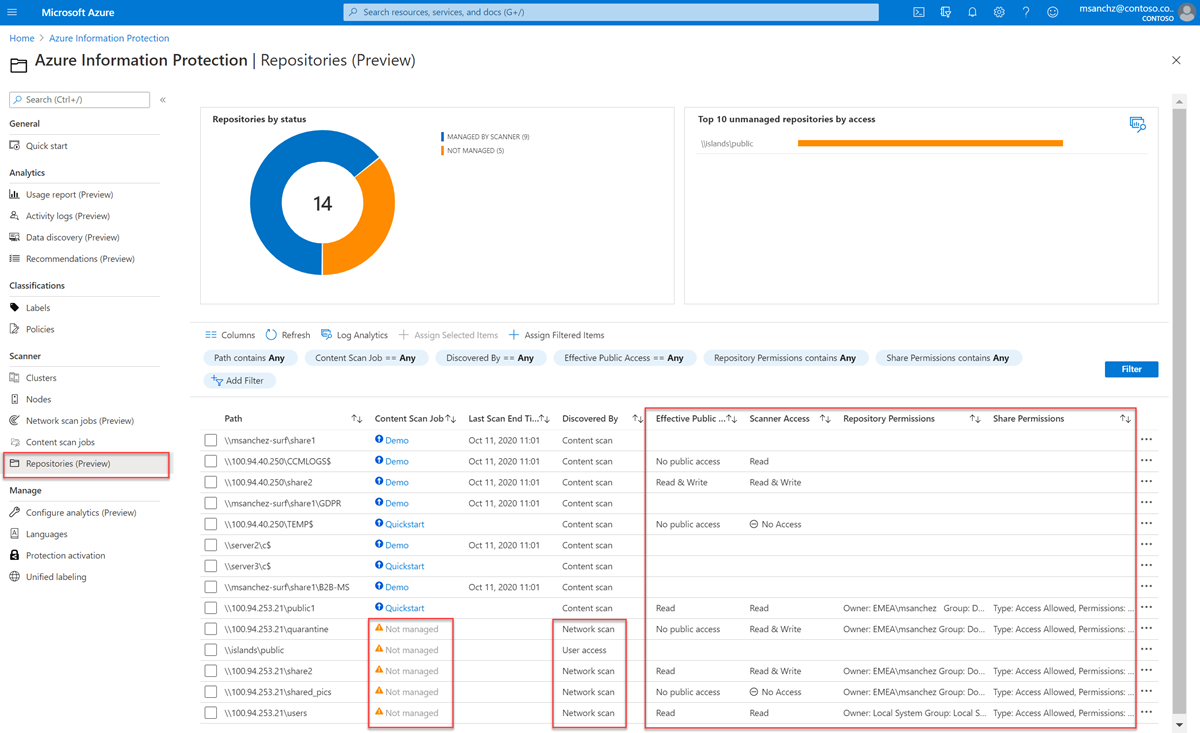 Microsoft Azure
Search resources, services, and docs (G+/)
msanchz@contoso.co...
CONTOSO
Home > Azure Information Protection
Azure Information Protection | Repositories (Preview)
Search (Ctrl+/)
«
General
Quick start
Analytics
Usage report (Preview)
Activity logs (Preview)
Data discovery (Preview)
Recommendations (Preview)
Classifications
Labels
Policies
Scanner
Clusters
Nodes
Network scan jobs (Preview)
Content scan jobs
Repositories (Preview)
Manage
Configure analytics (Preview)
Languages
Protection activation
Unified labeling
Repositories by status
14
MANAGED BY SCANNER (9)
NOT MANAGED (5)
Top 10 unmanaged repositories by access
\\islands\public
Columns Refresh Log Analytics Assign Selected Items Assign Filtered Items
Path contains Any Content Scan Job == Any Discovered By == Any Effective Public Access == Any Repository Permissions contains Any Share Permissions contains Any
Add Filter
Filter
Path Content Scan Job Last Scan End Ti... Discovered By Effective Public ... Scanner Access Repository Permissions Share Permissions
\\msanchez-surf\share1 Demo Oct 11, 2020 11:01 Content scan
\\100.94.40.250\CCMLOGS$ Demo Oct 11, 2020 11:01 Content scan No public access Read
\\100.94.40.250\share2 Demo Oct 11, 2020 11:01 Content scan Read & Write Read & Write
\\msanchez-surf\share1\GDPR Demo Oct 11, 2020 11:01 Content scan
\\100.94.40.250\TEMP$ Quickstart Content scan No public access No Access
\\server2\c$ Demo Oct 11, 2020 11:01 Content scan
\\server3\c$ Quickstart Content scan
\\msanchez-surf\share1\B2B-MS Demo Oct 11, 2020 11:01 Content scan
\\100.94.253.21\public1 Quickstart Content scan Read Read Owner: EMEA\msanchez Group: D... Type: Access Allowed, Permissions: ...
\\100.94.253.21\quarantine Not managed Network scan No public access Read & Write Owner: EMEA\msanchez Group: Do... Type: Access Allowed, Permissions: ...
\\islands\public Not managed User access
\\100.94.253.21\share2 Not managed Network scan Read Read & Write Owner: EMEA\msanchez Group: Do... Type: Access Allowed, Permissions: ...
\\100.94.253.21\shared_pics Not managed Network scan No public access No Access Owner: EMEA\msanchez Group: Do... Type: Access Allowed, Permissions: ...
\\100.94.253.21\users Not managed Network scan Read Read Owner: Local System Group: Local S... Type: Access Allowed, Permissions: ...